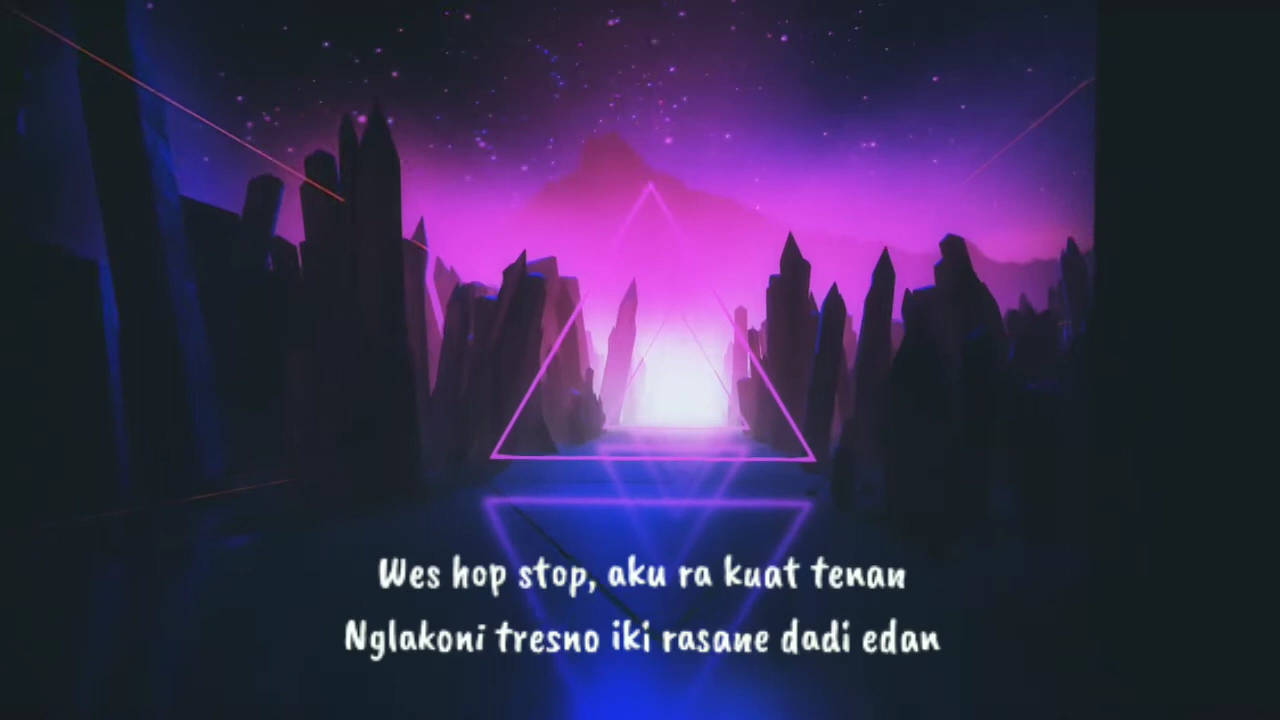 Wes hop stop, aku ra kuat tenan
Nglakoni tresno iki rasane dadi edan